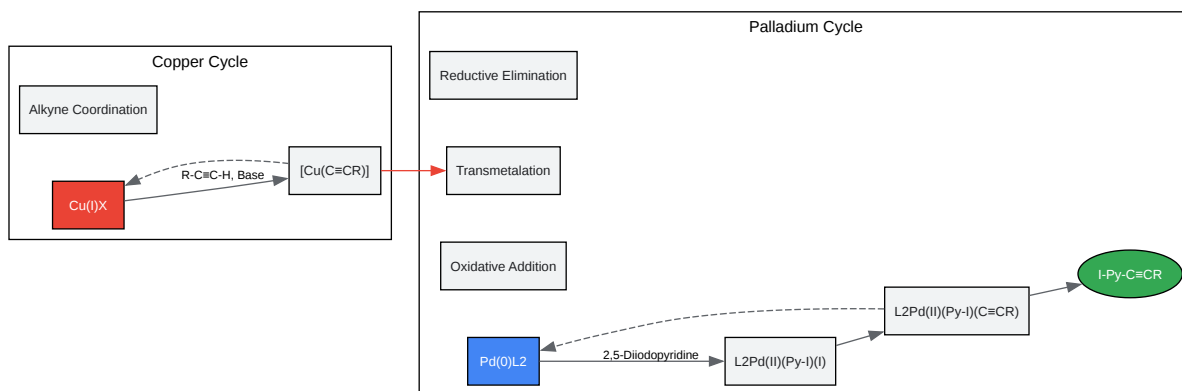 Copper Cycle
Alkyne Coordination
Cu(I)X
R-C≡C-H, Base
[Cu(C≡CR)]
Palladium Cycle
Reductive Elimination
Transmetalation
Oxidative Addition
Pd(0)L2
2,5-Diiodopyridine
L2Pd(II)(Py-I)(I)
L2Pd(II)(Py-I)(C≡CR)
I-Py-C≡CR